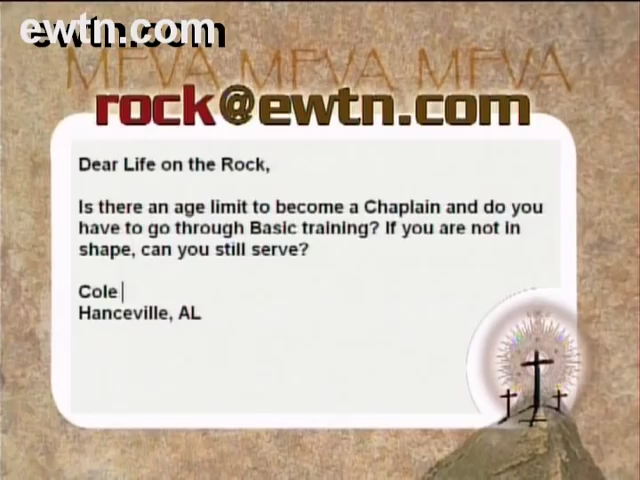 ewtn.com
MFVA MFVA MFVA
rock@ewtn.com
Dear Life on the Rock,
Is there an age limit to become a Chaplain and do you
have to go through Basic training? If you are not in
shape, can you still serve?
Cole
Hanceville, AL